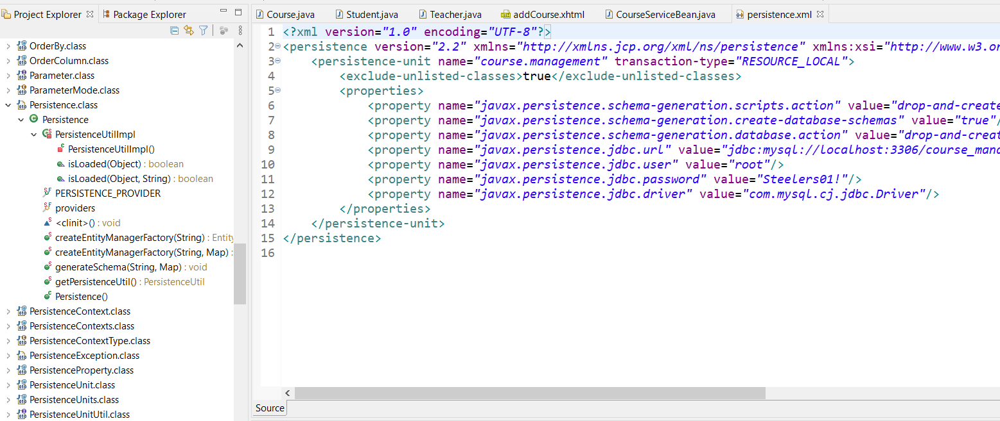 Project Explorer
Package Explorer
OrderBy.class
OrderColumn.class
Parameter.class
ParameterMode.class
Persistence.class
Persistence
PersistenceUtilImpl
PersistenceUtilImpl()
isLoaded(Object) : boolean
isLoaded(Object, String) : boolean
PERSISTENCE_PROVIDER
providers
<clinit>() : void
createEntityManagerFactory(String) : Entity
createEntityManagerFactory(String, Map) :
generateSchema(String, Map) : void
getPersistenceUtil() : PersistenceUtil
Persistence()
PersistenceContext.class
PersistenceContexts.class
PersistenceContextType.class
PersistenceException.class
PersistenceProperty.class
PersistenceUnit.class
PersistenceUnits.class
PersistenceUnitUtil.class
Course.java
Student.java
Teacher.java
addCourse.xhtml
CourseServiceBean.java
persistence.xml
1 <?xml version="1.0" encoding="UTF-8"?>
2 <persistence version="2.2" xmlns="http://xmlns.jcp.org/xml/ns/persistence" xmlns:xsi="http://www.w3.or
3 <persistence-unit name="course.management" transaction-type="RESOURCE_LOCAL">
4 <exclude-unlisted-classes>true</exclude-unlisted-classes>
5 <properties>
6 <property name="javax.persistence.schema-generation.scripts.action" value="drop-and-create
7 <property name="javax.persistence.schema-generation.create-database-schemas" value="true"/
8 <property name="javax.persistence.schema-generation.database.action" value="drop-and-creat
9 <property name="javax.persistence.jdbc.url" value="jdbc:mysql://localhost:3306/course_mana
10 <property name="javax.persistence.jdbc.user" value="root"/>
11 <property name="javax.persistence.jdbc.password" value="Steelers01!"/>
12 <property name="javax.persistence.jdbc.driver" value="com.mysql.cj.jdbc.Driver"/>
13 </properties>
14 </persistence-unit>
15 </persistence>
16
Source